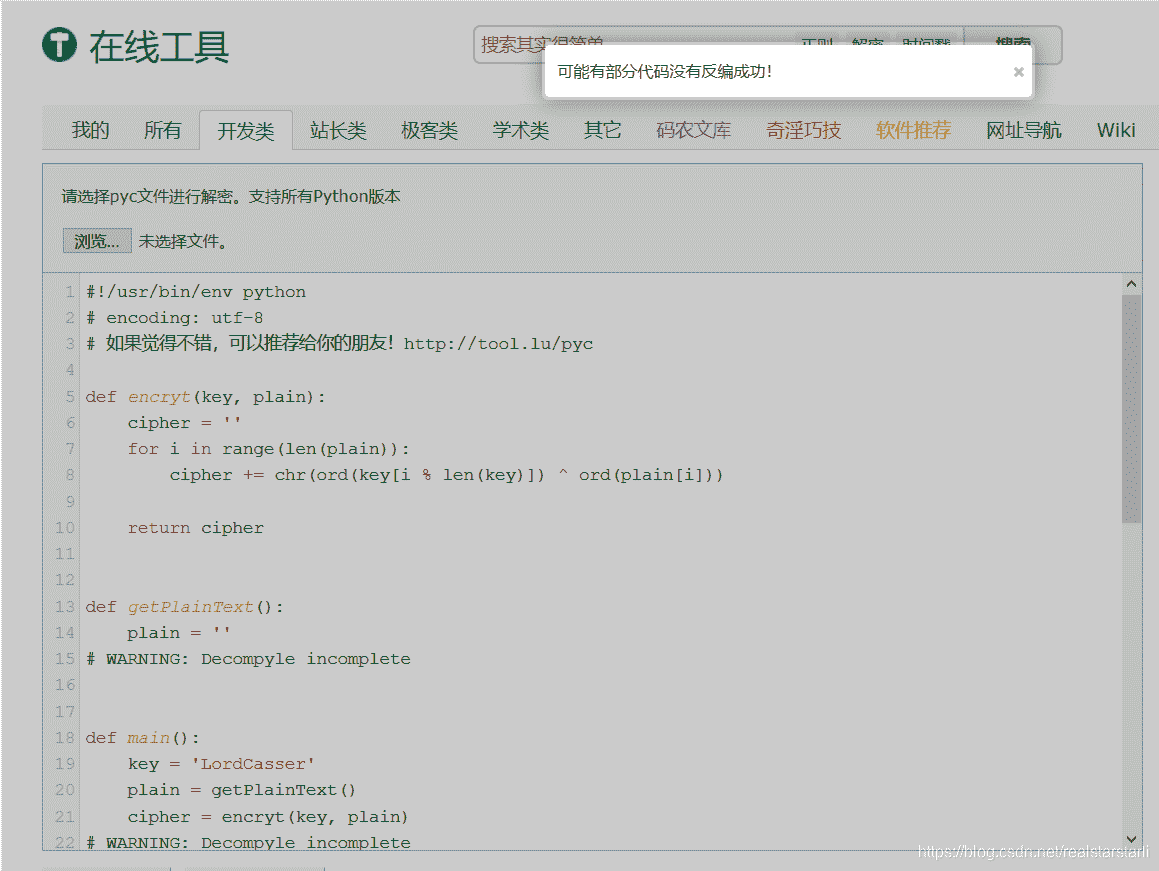 在线工具
搜索其实很简单 正则 解密 时间戳 搜索
可能有部分代码没有反编成功! ×
我的 所有 开发类 站长类 极客类 学术类 其它 码农文库 奇淫巧技 软件推荐 网址导航 Wiki
请选择pyc文件进行解密。支持所有Python版本
浏览... 未选择文件。
1 #!/usr/bin/env python
2 # encoding: utf-8
3 # 如果觉得不错，可以推荐给你的朋友！http://tool.lu/pyc
4
5 def encryt(key, plain):
6 cipher = ''
7 for i in range(len(plain)):
8 cipher += chr(ord(key[i % len(key)]) ^ ord(plain[i]))
9
10 return cipher
11
12
13 def getPlainText():
14 plain = ''
15 # WARNING: Decompyle incomplete
16
17
18 def main():
19 key = 'LordCasser'
20 plain = getPlainText()
21 cipher = encryt(key, plain)
22 # WARNING: Decompyle incomplete
https://blog.csdn.net/realstarstarli